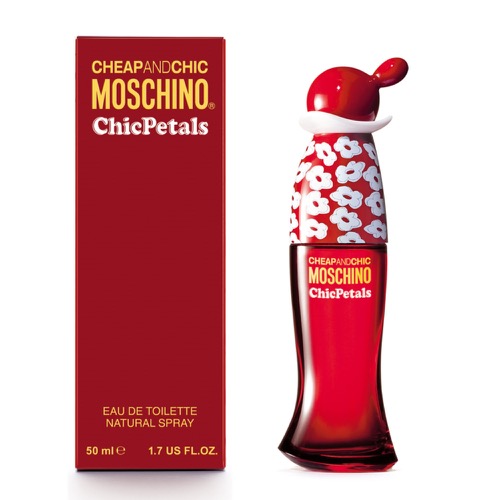 CHEAPANDCHIC
MOSCHINO®
ChicPetals
EAU DE TOILETTE
NATURAL SPRAY
50 ml ℮ 1.7 US FL.OZ.
CHEAPANDCHIC
MOSCHINO
ChicPetals